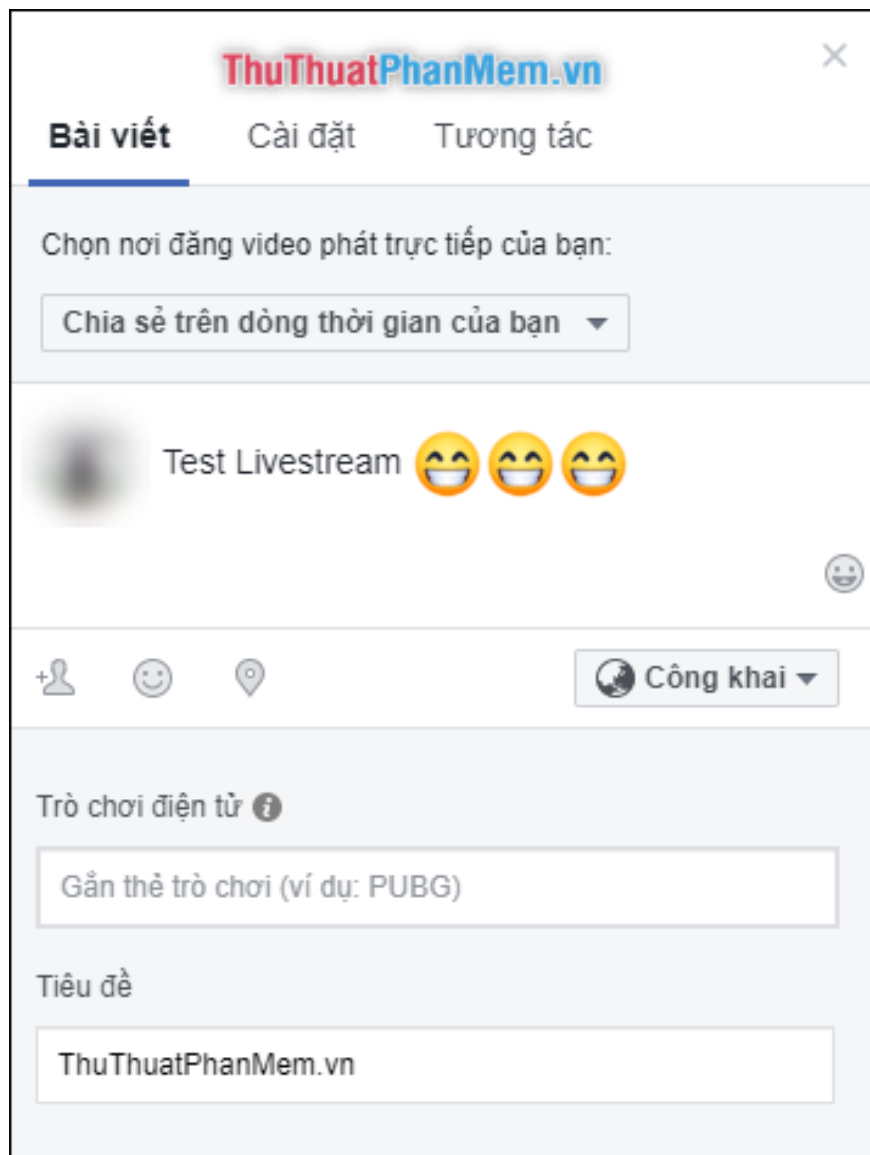 ThuThuatPhanMem.vn
Bài viết Cài đặt Tương tác
Chọn nơi đăng video phát trực tiếp của bạn:
Chia sẻ trên dòng thời gian của bạn
Test Livestream 😁😁😁
Công khai
Trò chơi điện tử
Gắn thẻ trò chơi (ví dụ: PUBG)
Tiêu đề
ThuThuatPhanMem.vn